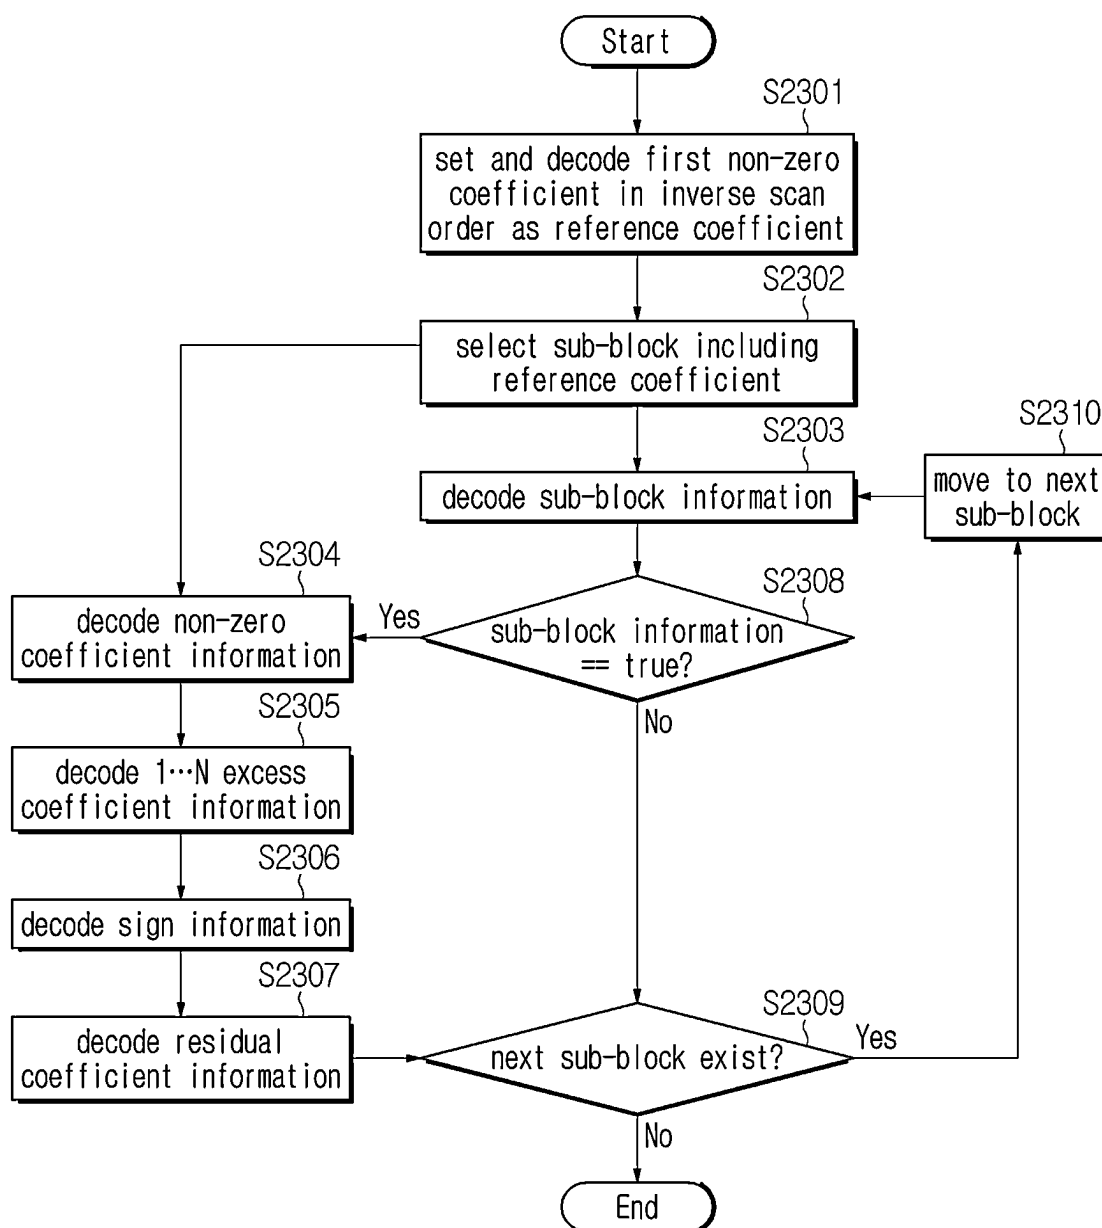 Start
S2301
set and decode first non-zero
coefficient in inverse scan
order as reference coefficient
S2302
select sub-block including
reference coefficient
S2303
decode sub-block information
S2310
move to next
sub-block
S2304
decode non-zero
coefficient information
Yes
S2308
sub-block information
== true?
No
S2305
decode 1···N excess
coefficient information
S2306
decode sign information
S2307
decode residual
coefficient information
S2309
next sub-block exist?
Yes
No
End